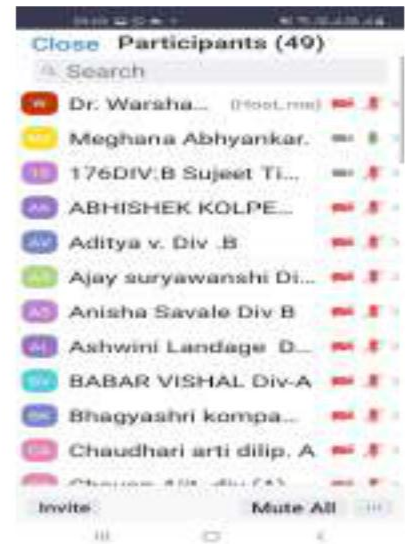 Close Participants (49)
Search
Dr. Warsha... (Host, me)
Meghana Abhyankar.
176DIV.B Sujeet Ti...
ABHISHEK KOLPE...
Aditya v. Div .B
Ajay suryawanshi Di...
Anisha Savale Div B
Ashwini Landage D...
BABAR VISHAL Div-A
Bhagyashri kompa...
Chaudhari arti dilip. A
Invite Mute All